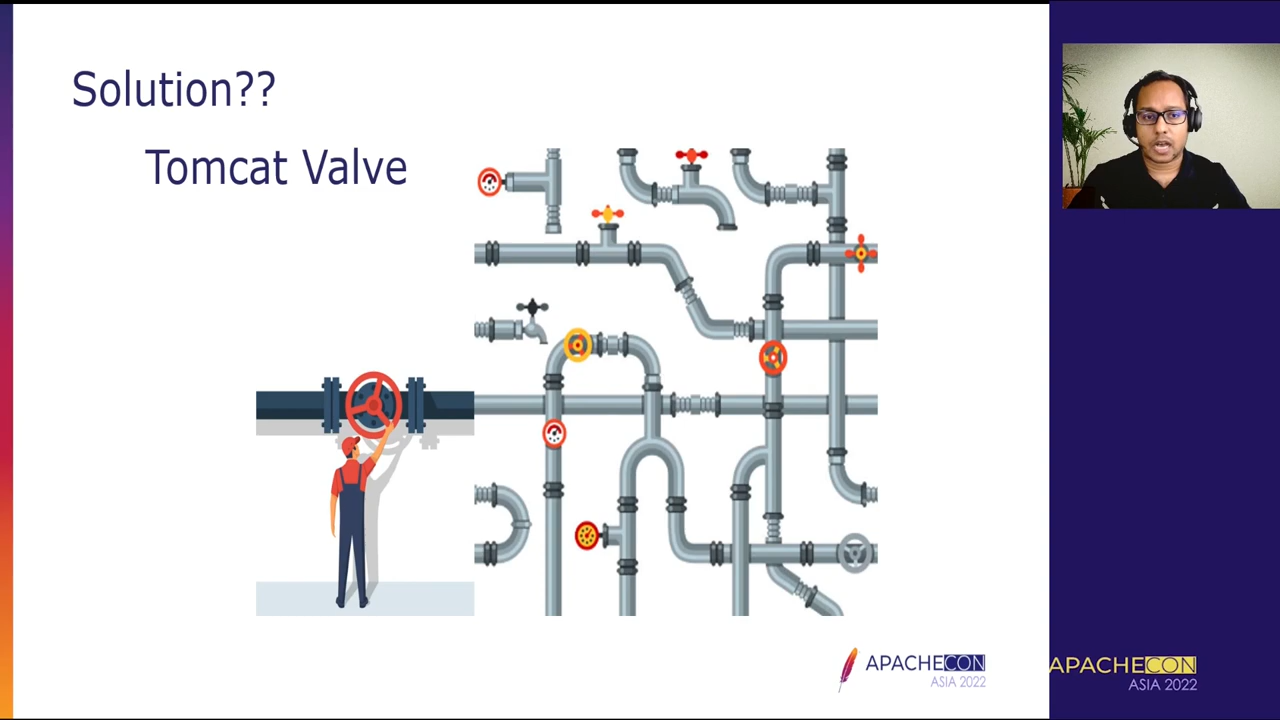 Solution??
Tomcat Valve
APACHECON
ASIA 2022
APACHECON
ASIA 2022